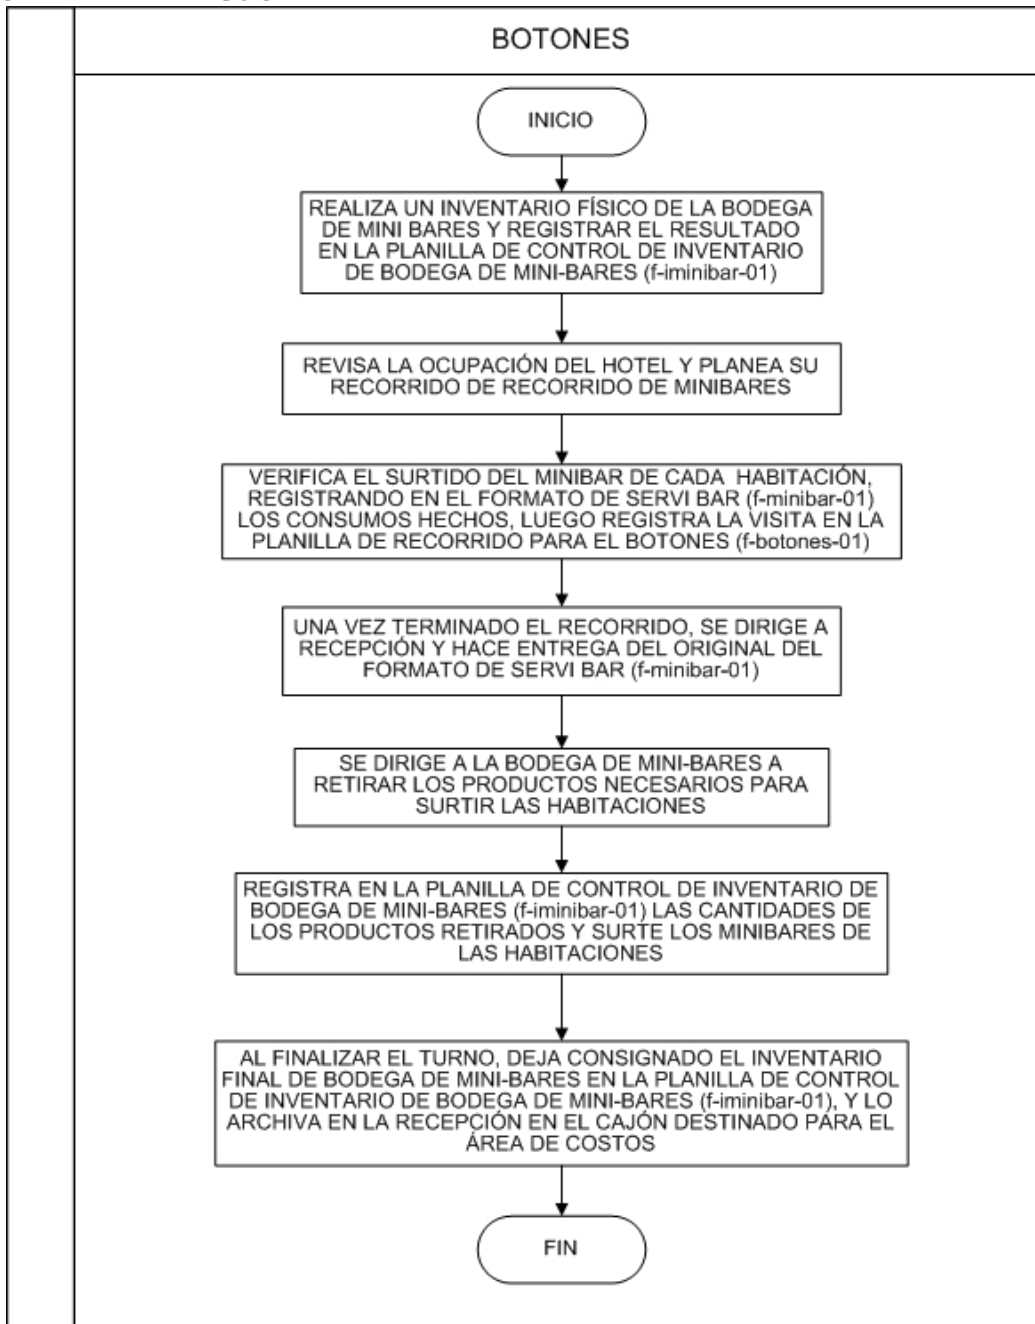 BOTONES
INICIO
REALIZA UN INVENTARIO FÍSICO DE LA BODEGA
DE MINI BARES Y REGISTRAR EL RESULTADO
EN LA PLANILLA DE CONTROL DE INVENTARIO
DE BODEGA DE MINI-BARES (f-iminibar-01)
REVISA LA OCUPACIÓN DEL HOTEL Y PLANEA SU
RECORRIDO DE RECORRIDO DE MINIBARES
VERIFICA EL SURTIDO DEL MINIBAR DE CADA HABITACIÓN,
REGISTRANDO EN EL FORMATO DE SERVI BAR (f-minibar-01)
LOS CONSUMOS HECHOS, LUEGO REGISTRA LA VISITA EN LA
PLANILLA DE RECORRIDO PARA EL BOTONES (f-botones-01)
UNA VEZ TERMINADO EL RECORRIDO, SE DIRIGE A
RECEPCIÓN Y HACE ENTREGA DEL ORIGINAL DEL
FORMATO DE SERVI BAR (f-minibar-01)
SE DIRIGE A LA BODEGA DE MINI-BARES A
RETIRAR LOS PRODUCTOS NECESARIOS PARA
SURTIR LAS HABITACIONES
REGISTRA EN LA PLANILLA DE CONTROL DE INVENTARIO DE
BODEGA DE MINI-BARES (f-iminibar-01) LAS CANTIDADES DE
LOS PRODUCTOS RETIRADOS Y SURTE LOS MINIBARES DE
LAS HABITACIONES
AL FINALIZAR EL TURNO, DEJA CONSIGNADO EL INVENTARIO
FINAL DE BODEGA DE MINI-BARES EN LA PLANILLA DE CONTROL
DE INVENTARIO DE BODEGA DE MINI-BARES (f-iminibar-01), Y LO
ARCHIVA EN LA RECEPCIÓN EN EL CAJÓN DESTINADO PARA EL
ÁREA DE COSTOS
FIN